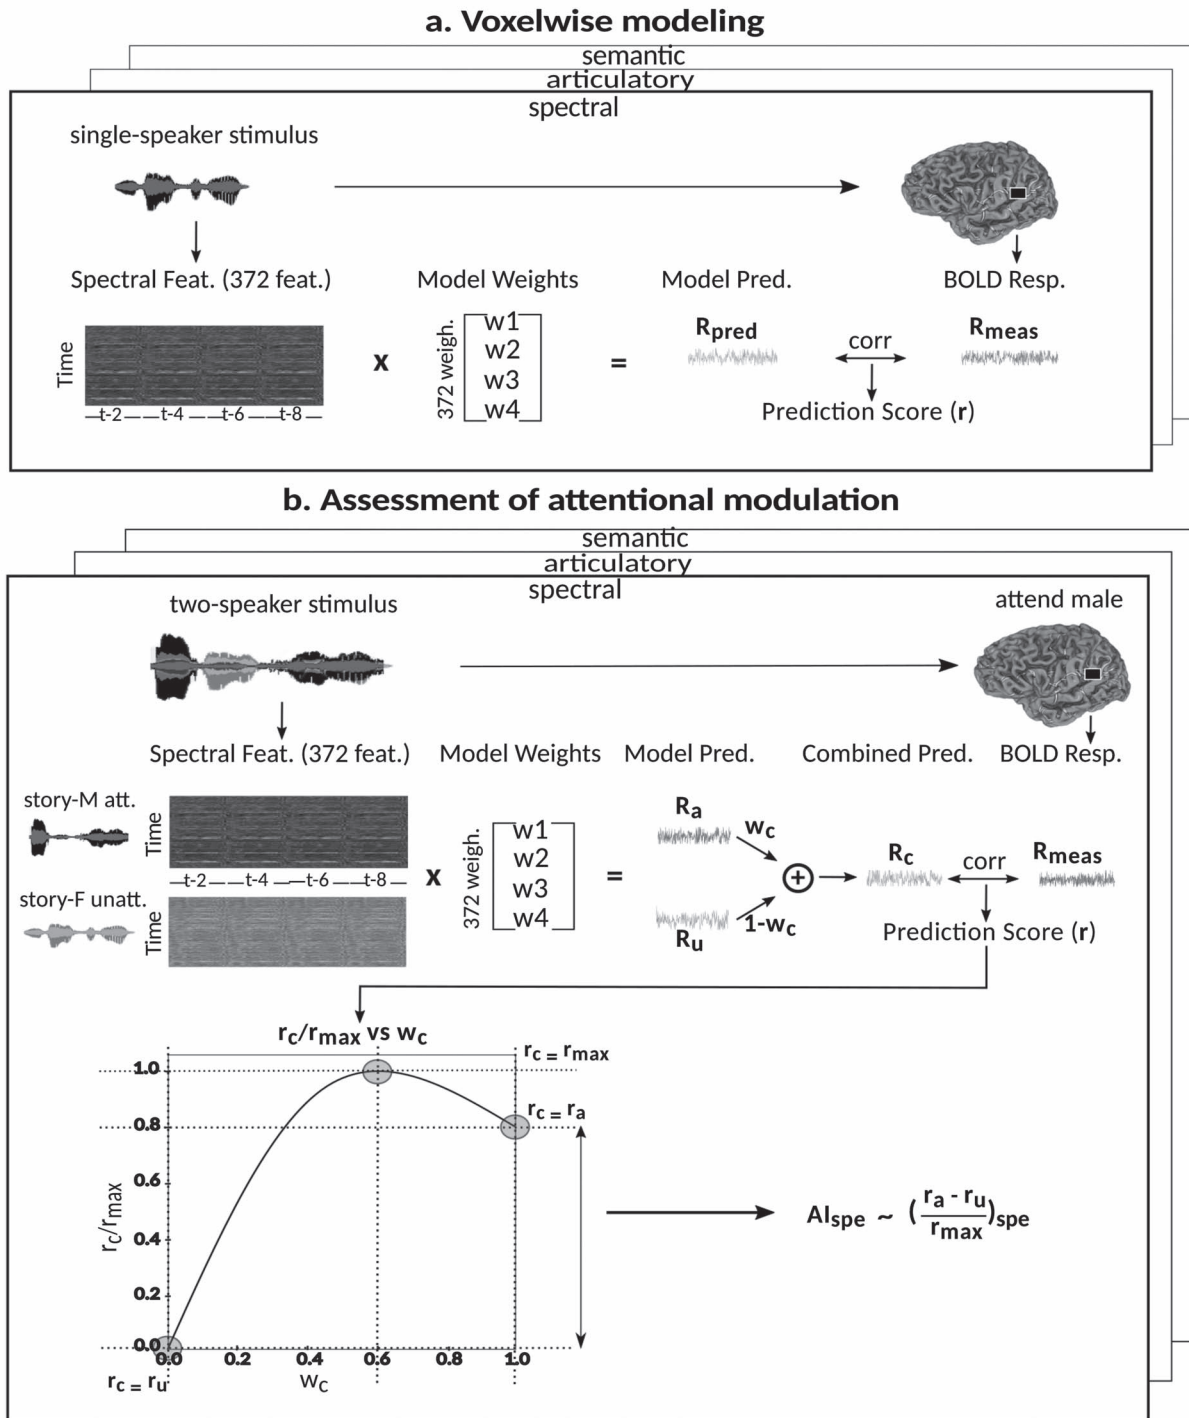 a. Voxelwise modeling
semantic
articulatory
spectral
single-speaker stimulus
Spectral Feat. (372 feat.)
Model Weights
Model Pred.
BOLD Resp.
Time
t-2
t-4
t-6
t-8
x
372 weigh.
w1
w2
w3
w4
=
Rpred
corr
Rmeas
Prediction Score (r)
b. Assessment of attentional modulation
semantic
articulatory
spectral
two-speaker stimulus
attend male
Spectral Feat. (372 feat.)
Model Weights
Model Pred.
Combined Pred.
BOLD Resp.
story-M att.
Time
t-2
t-4
t-6
t-8
story-F unatt.
Time
x
372 weigh.
w1
w2
w3
w4
=
Ra
wc
+
Ru
1-wc
Rc
corr
Rmeas
Prediction Score (r)
rc/rmax vs wc
rc = rmax
rc = ra
1.0
0.8
0.6
0.4
0.2
0.0
rc/rmax
0.0 0.2 0.4 0.6 0.8 1.0
rc = ru
wc
AIspe ~ (ra - ru / rmax)spe